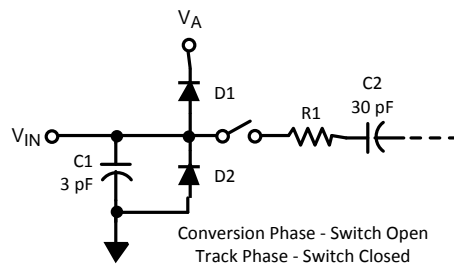 VA
D1
C2
30 pF
R1
VIN
C1
3 pF
D2
Conversion Phase - Switch Open
Track Phase - Switch Closed